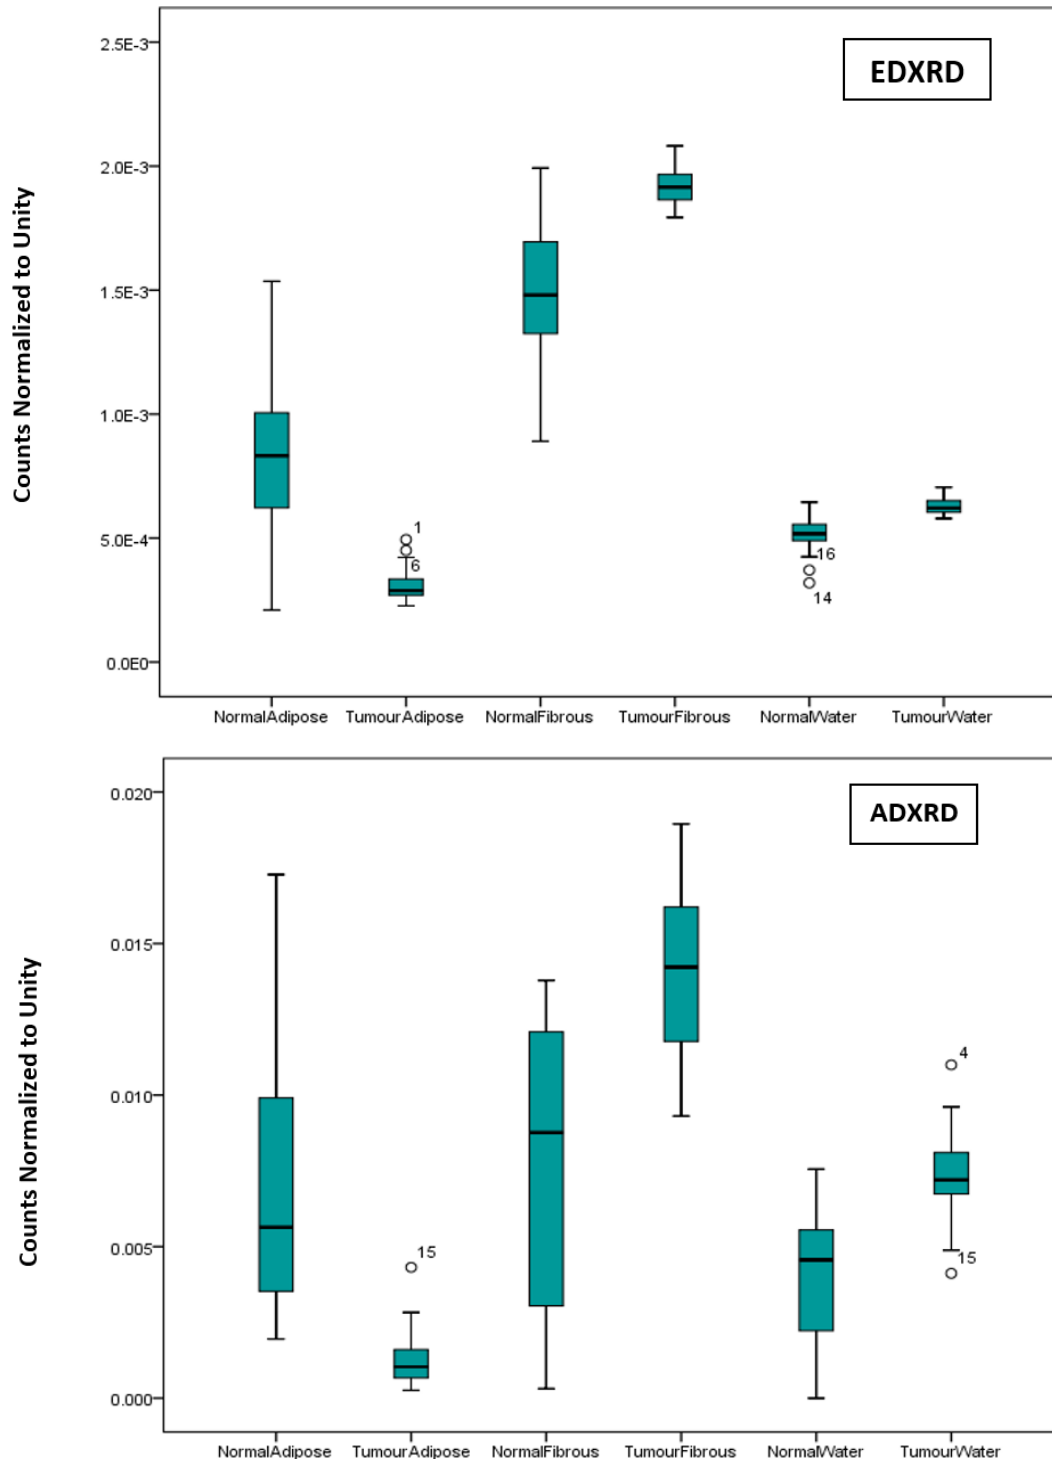 EDXRD
Counts Normalized to Unity
2.5E-3
2.0E-3
1.5E-3
1.0E-3
5.0E-4
0.0E0
1
6
16
14
NormalAdipose TumourAdipose NormalFibrous TumourFibrous NormalWater TumourWater
ADXRD
Counts Normalized to Unity
0.020
0.015
0.010
0.005
0.000
15
4
15
NormalAdipose TumourAdipose NormalFibrous TumourFibrous NormalWater TumourWater